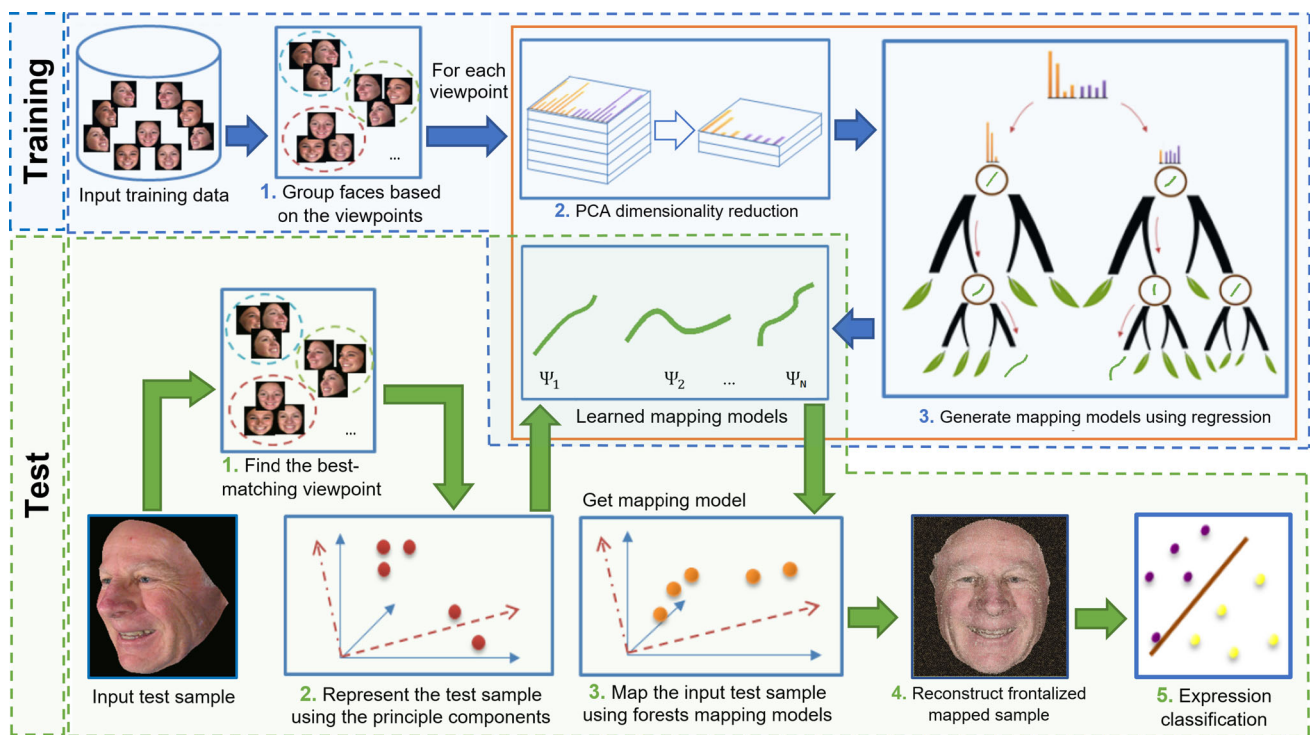 Training
Input training data
1. Group faces based
on the viewpoints
...
For each
viewpoint
2. PCA dimensionality reduction
3. Generate mapping models using regression
Ψ1
Ψ2
...
ΨN
Learned mapping models
Test
Input test sample
1. Find the best-
matching viewpoint
...
2. Represent the test sample
using the principle components
Get mapping model
3. Map the input test sample
using forests mapping models
4. Reconstruct frontalized
mapped sample
5. Expression
classification